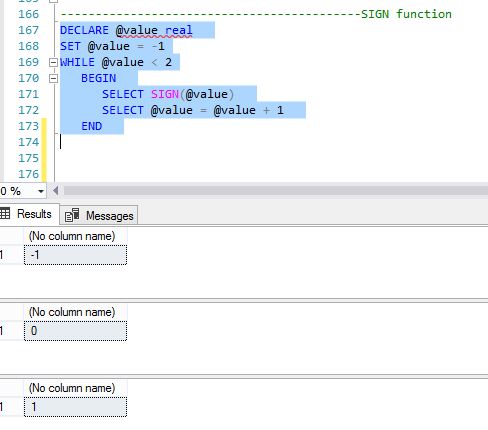 166 --------------------------------------SIGN function
167 DECLARE @value real
168 SET @value = -1
169 WHILE @value < 2
170 BEGIN
171 SELECT SIGN(@value)
172 SELECT @value = @value + 1
173 END
174
175
176
0 %
Results Messages
(No column name)
1 -1
(No column name)
1 0
(No column name)
1 1